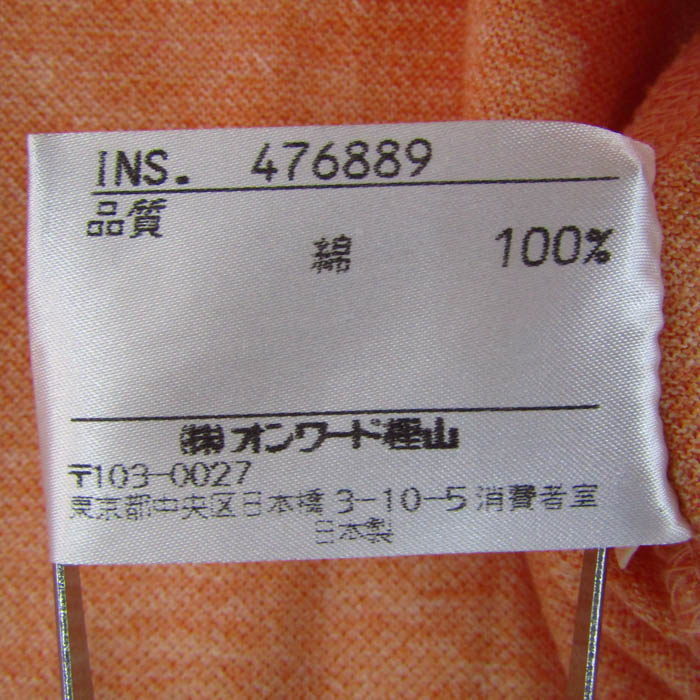 INS. 476889
品質
綿 100%
㈱オンワード樫山
〒103-0027
東京都中央区日本橋3-10-5消費者室
日本製